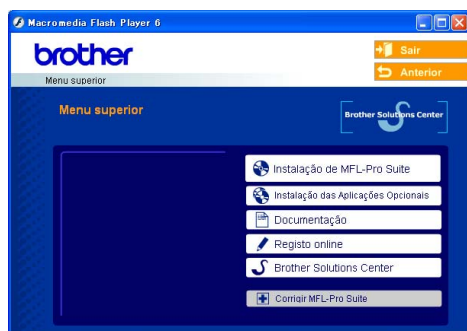 Macromedia Flash Player 6
brother
Sair
Anterior
Menu superior
Menu superior
Brother Solutions Center
Instalação de MFL-Pro Suite
Instalação das Aplicações Opcionais
Documentação
Registo online
Brother Solutions Center
Corrigir MFL-Pro Suite